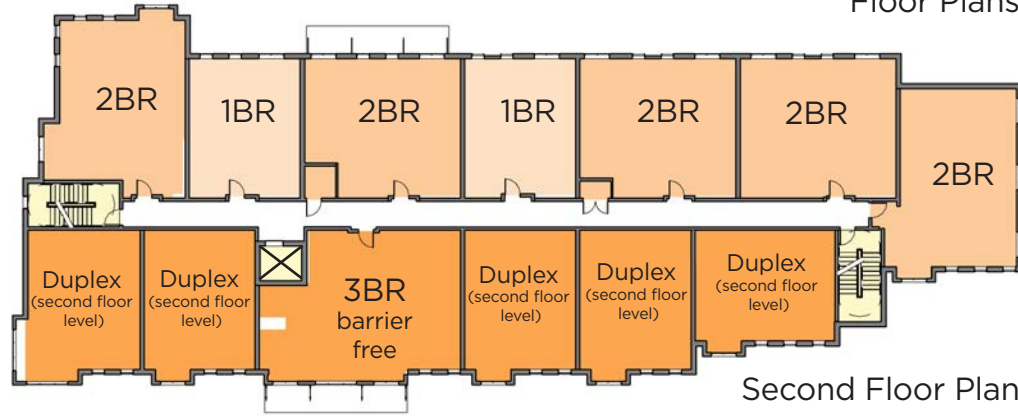 Floor Plans
2BR
1BR
2BR
1BR
2BR
2BR
2BR
Duplex
(second floor
level)
Duplex
(second floor
level)
3BR
barrier
free
Duplex
(second floor
level)
Duplex
(second floor
level)
Duplex
(second floor
level)
Second Floor Plan